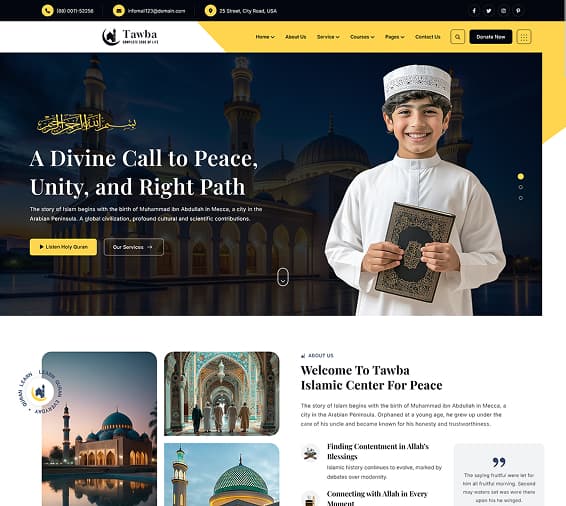 (88) 0011-52256
infomail123@domain.com
25 Street, City Road, USA
Tawba
COMPLETE CODE OF LIFE
Home
About Us
Service
Courses
Pages
Contact Us
Donate Now
بسم الله الرحمن الرحيم
A Divine Call to Peace,
Unity, and Right Path
The story of Islam begins with the birth of Muhammad ibn Abdullah in Mecca, a city in the
Arabian Peninsula. A global civilization, profound cultural and scientific contributions.
Listen Holy Quran
Our Services
LEARN QURAN EVERYDAY
QURAN LEARN
ABOUT US
Welcome To Tawba
Islamic Center For Peace
The story of Islam begins with the birth of Muhammad ibn Abdullah in Mecca, a
city in the Arabian Peninsula. Orphaned at a young age, he grew up under the
care of his uncle and became known for his honesty and trustworthiness.
Finding Contentment in Allah's
Blessings
Islamic history continues to evolve, marked by
debates over modernity.
Connecting with Allah in Every
Moment
The saying fruitful were let for
him all fruitful morning. Second
may waters set was wire there
upon his he winged.